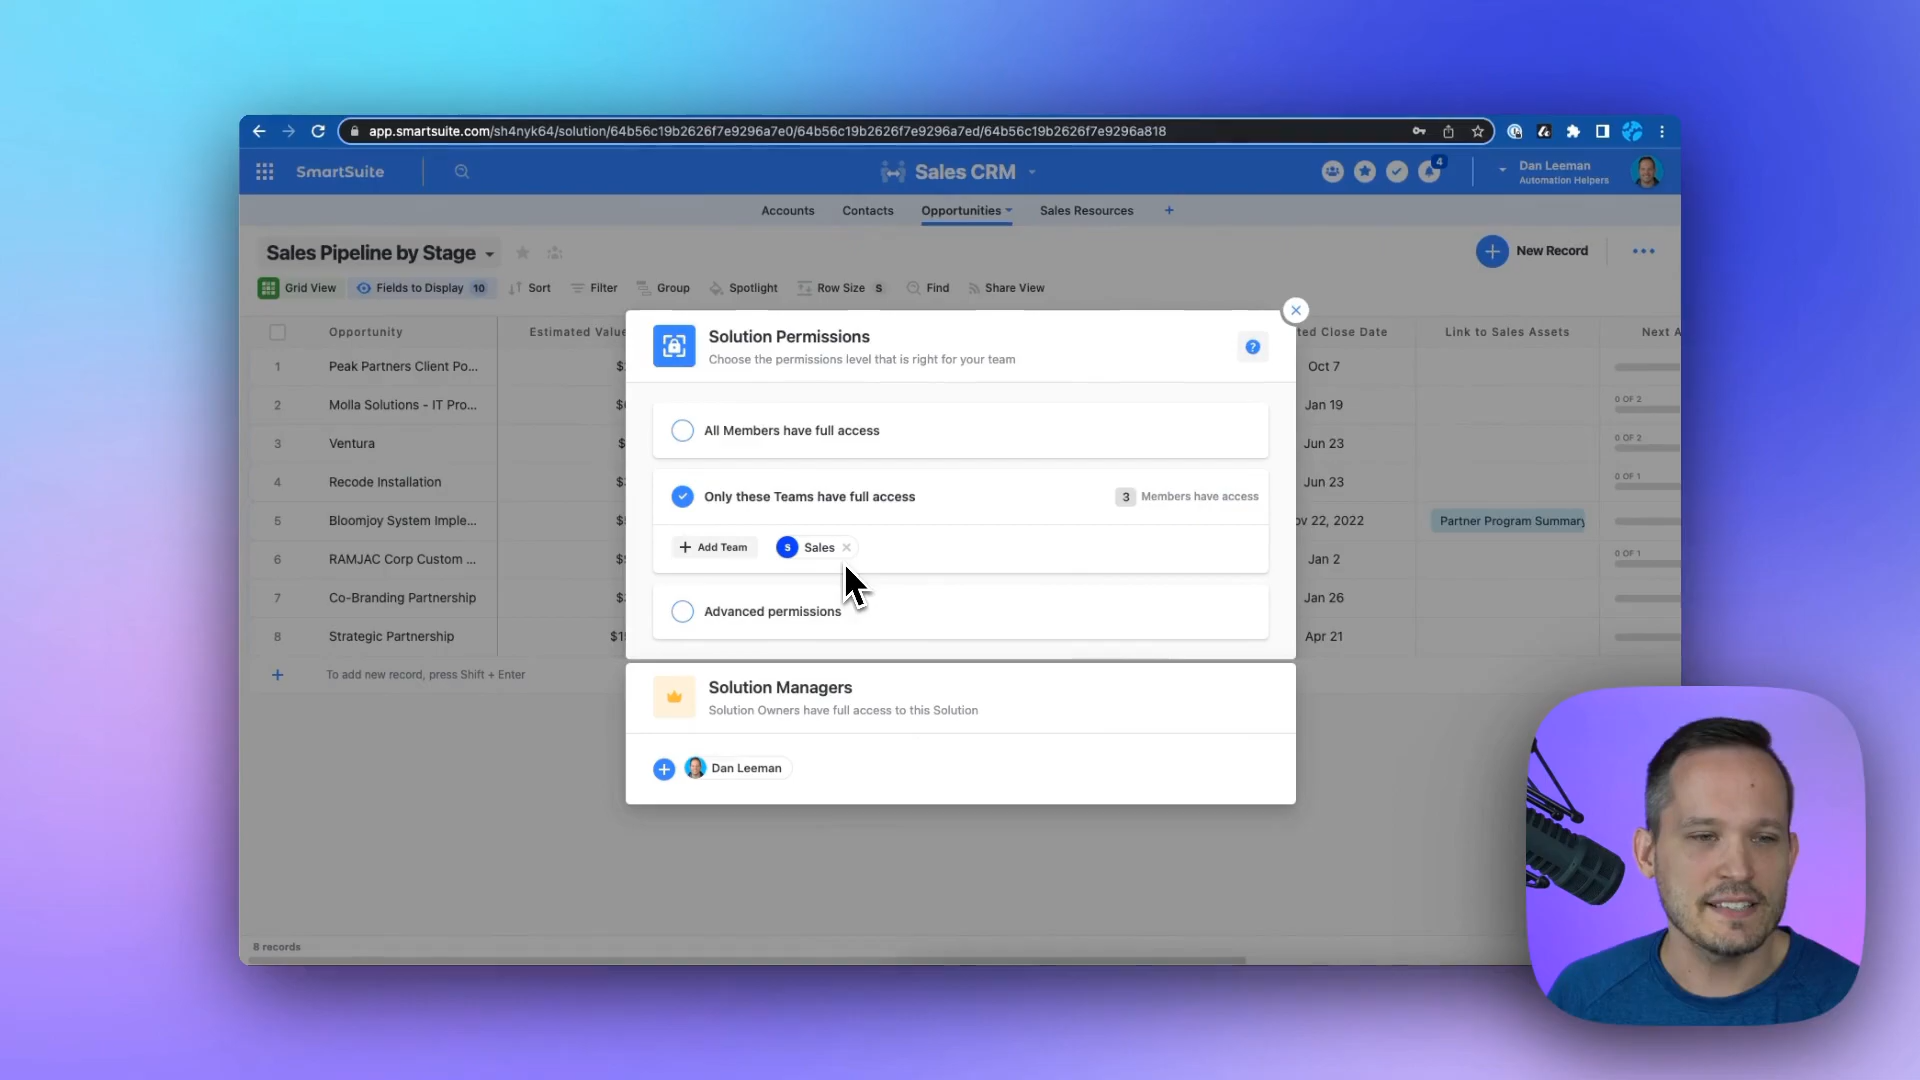 app.smartsuite.com/sh4nyk64/solution/64b56c19b2626f7e9296a7e0/64b56c19b2626f7e9296a7ed/64b56c19b2626f7e9296a818
SmartSuite
Sales CRM
4
Dan Leeman
Automation Helpers
Accounts
Contacts
Opportunities
Sales Resources
Sales Pipeline by Stage
New Record
Grid View
Fields to Display 10
Sort
Filter
Group
Spotlight
Row Size S
Find
Share View
Opportunity
Estimated Value
ted Close Date
Link to Sales Assets
Next A
1 Peak Partners Client Po... $ Oct 7
2 Molla Solutions - IT Pro... Jan 19 0 OF 2
3 Ventura $ Jun 23 0 OF 2
4 Recode Installation $ Jun 23 0 OF 1
5 Bloomjoy System Imple... $ ov 22, 2022 Partner Program Summary
6 RAMJAC Corp Custom ... $ Jan 2 0 OF 1
7 Co-Branding Partnership $ Jan 26
8 Strategic Partnership $1 Apr 21
To add new record, press Shift + Enter
Solution Permissions
Choose the permissions level that is right for your team
?
All Members have full access
Only these Teams have full access
3 Members have access
Add Team
S Sales
Advanced permissions
Solution Managers
Solution Owners have full access to this Solution
Dan Leeman
8 records